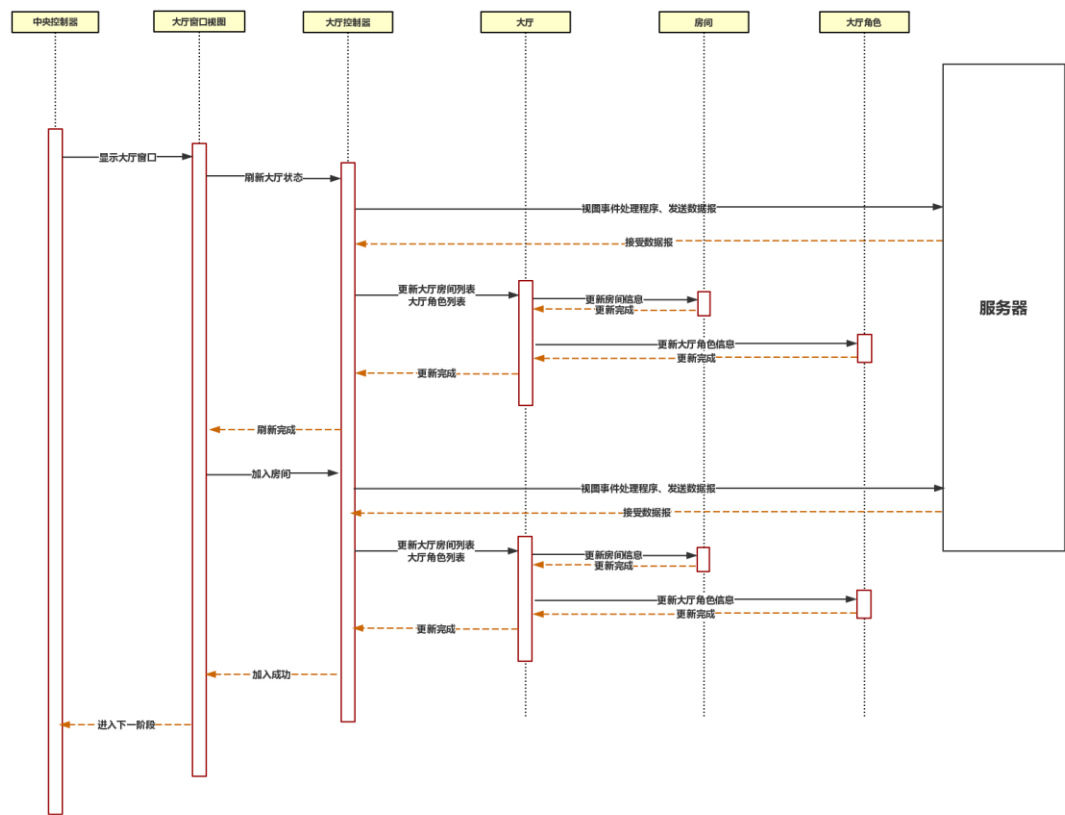 中央控制器
大厅窗口视图
大厅控制器
大厅
房间
大厅角色
显示大厅窗口
刷新大厅状态
视图事件处理程序、发送数据报
接受数据报
更新大厅房间列表
大厅角色列表
更新房间信息
更新完成
服务器
更新大厅角色信息
更新完成
更新完成
刷新完成
加入房间
视图事件处理程序、发送数据报
接受数据报
更新大厅房间列表
大厅角色列表
更新房间信息
更新完成
更新大厅角色信息
更新完成
更新完成
加入成功
进入下一阶段